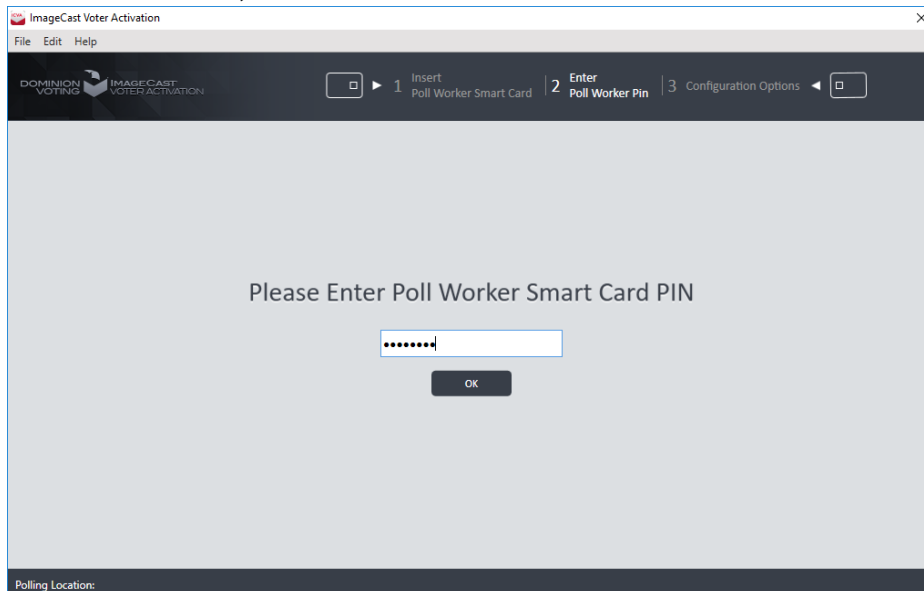 ImageCast Voter Activation
File Edit Help
DOMINION VOTING
IMAGECAST VOTER ACTIVATION
1 Insert Poll Worker Smart Card
2 Enter Poll Worker Pin
3 Configuration Options
Please Enter Poll Worker Smart Card PIN
••••••••
OK
Polling Location: